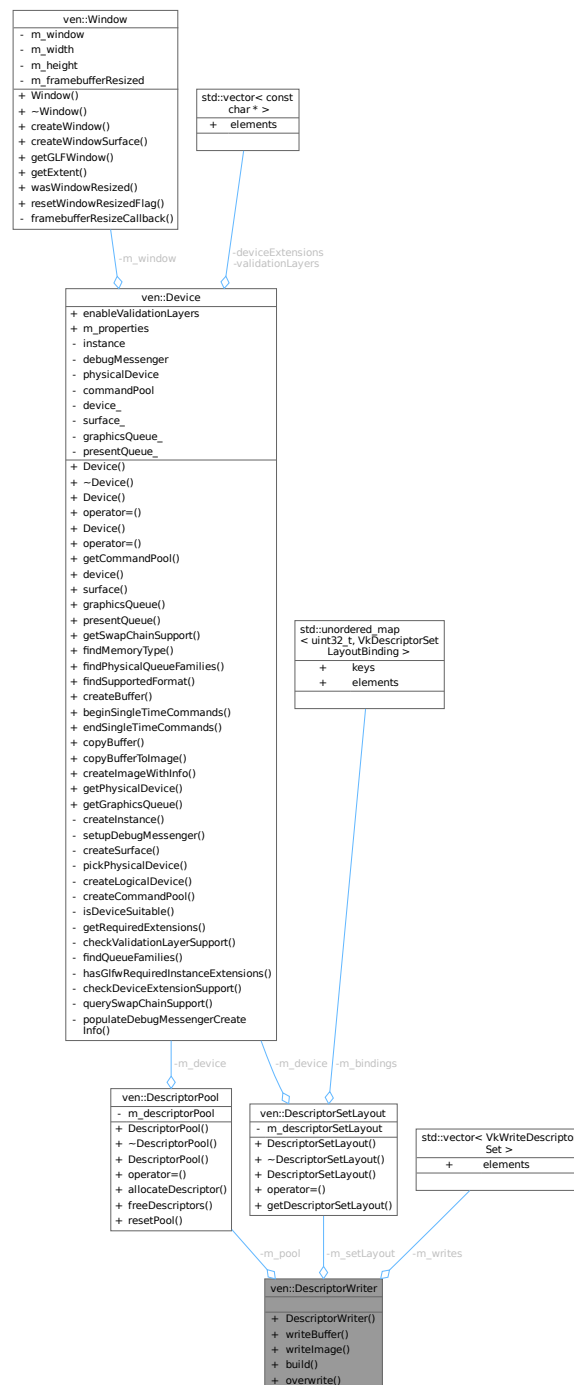 ven::Window
- m_window
- m_width
- m_height
- m_framebufferResized
+ Window()
+ ~Window()
+ createWindow()
+ createWindowSurface()
+ getGLFWindow()
+ getExtent()
+ wasWindowResized()
+ resetWindowResizedFlag()
- framebufferResizeCallback()
std::vector< const
char * >
+ elements
-m_window
-deviceExtensions
-validationLayers
ven::Device
+ enableValidationLayers
+ m_properties
- instance
- debugMessenger
- physicalDevice
- commandPool
- device_
- surface_
- graphicsQueue_
- presentQueue_
+ Device()
+ ~Device()
+ Device()
+ operator=()
+ Device()
+ operator=()
+ getCommandPool()
+ device()
+ surface()
+ graphicsQueue()
+ presentQueue()
+ getSwapChainSupport()
+ findMemoryType()
+ findPhysicalQueueFamilies()
+ findSupportedFormat()
+ createBuffer()
+ beginSingleTimeCommands()
+ endSingleTimeCommands()
+ copyBuffer()
+ copyBufferToImage()
+ createImageWithInfo()
+ getPhysicalDevice()
+ getGraphicsQueue()
- createInstance()
- setupDebugMessenger()
- createSurface()
- pickPhysicalDevice()
- createLogicalDevice()
- createCommandPool()
- isDeviceSuitable()
- getRequiredExtensions()
- checkValidationLayerSupport()
- findQueueFamilies()
- hasGlfwRequiredInstanceExtensions()
- checkDeviceExtensionSupport()
- querySwapChainSupport()
- populateDebugMessengerCreate
Info()
std::unordered_map
< uint32_t, VkDescriptorSet
LayoutBinding >
+ keys
+ elements
-m_device
-m_device
-m_bindings
ven::DescriptorPool
- m_descriptorPool
+ DescriptorPool()
+ ~DescriptorPool()
+ DescriptorPool()
+ operator=()
+ allocateDescriptor()
+ freeDescriptors()
+ resetPool()
ven::DescriptorSetLayout
- m_descriptorSetLayout
+ DescriptorSetLayout()
+ ~DescriptorSetLayout()
+ DescriptorSetLayout()
+ operator=()
+ getDescriptorSetLayout()
std::vector< VkWriteDescripto
Set >
+ elements
-m_pool
-m_setLayout
-m_writes
ven::DescriptorWriter
+ DescriptorWriter()
+ writeBuffer()
+ writeImage()
+ build()
+ overwrite()